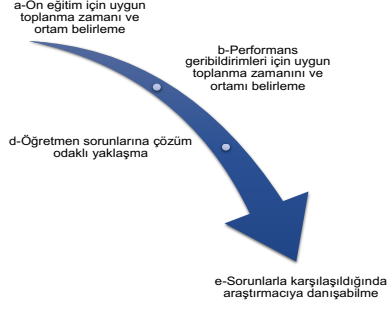 a-Ön eğitim için uygun
toplanma zamanı ve
ortam belirleme
b-Performans
geribildirimleri için uygun
toplanma zamanını ve
ortamı belirleme
d-Öğretmen sorunlarına çözüm
odaklı yaklaşma
e-Sorunlarla karşılaşıldığında
araştırmacıya danışabilme